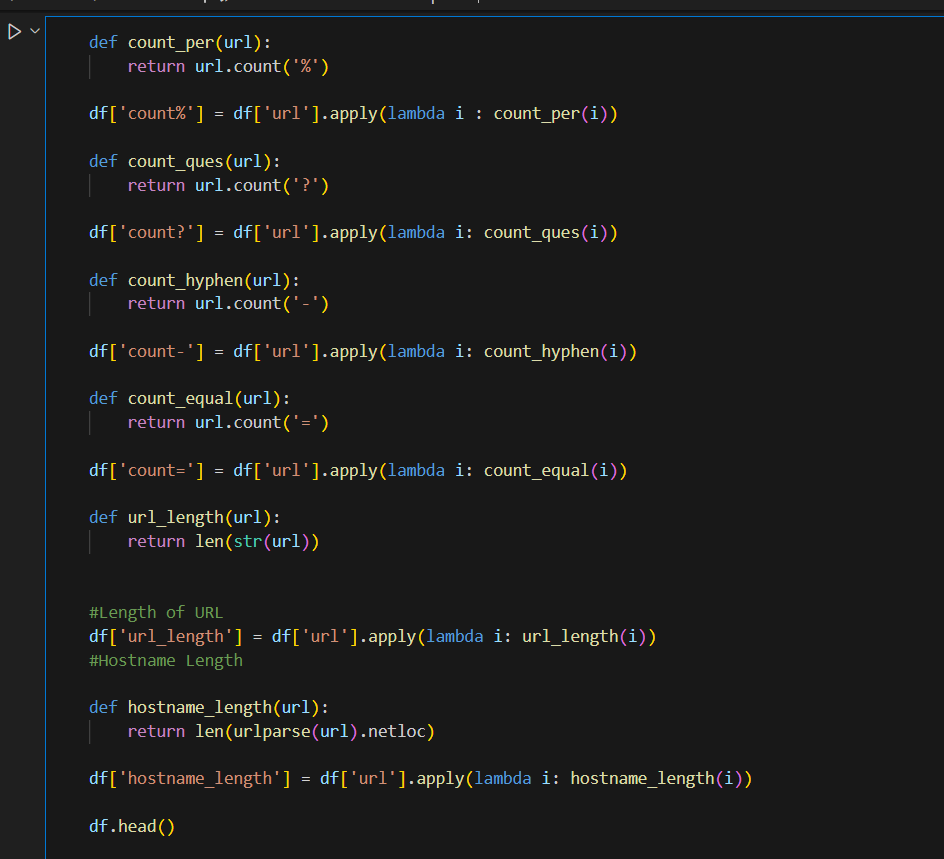 def count_per(url):
    return url.count('%')
df['count%'] = df['url'].apply(lambda i : count_per(i))
def count_ques(url):
    return url.count('?')
df['count?'] = df['url'].apply(lambda i: count_ques(i))
def count_hyphen(url):
    return url.count('-')
df['count-'] = df['url'].apply(lambda i: count_hyphen(i))
def count_equal(url):
    return url.count('=')
df['count='] = df['url'].apply(lambda i: count_equal(i))
def url_length(url):
    return len(str(url))
#Length of URL
df['url_length'] = df['url'].apply(lambda i: url_length(i))
#Hostname Length
def hostname_length(url):
    return len(urlparse(url).netloc)
df['hostname_length'] = df['url'].apply(lambda i: hostname_length(i))
df.head()